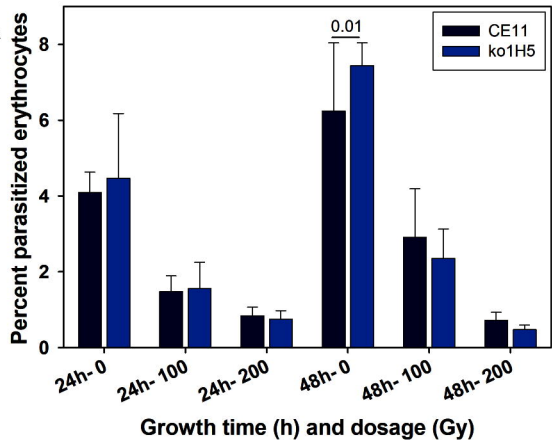 0.01
CE11
ko1H5
Percent parasitized erythrocytes
8
6
4
2
0
24h- 0
24h- 100
24h- 200
48h- 0
48h- 100
48h- 200
Growth time (h) and dosage (Gy)